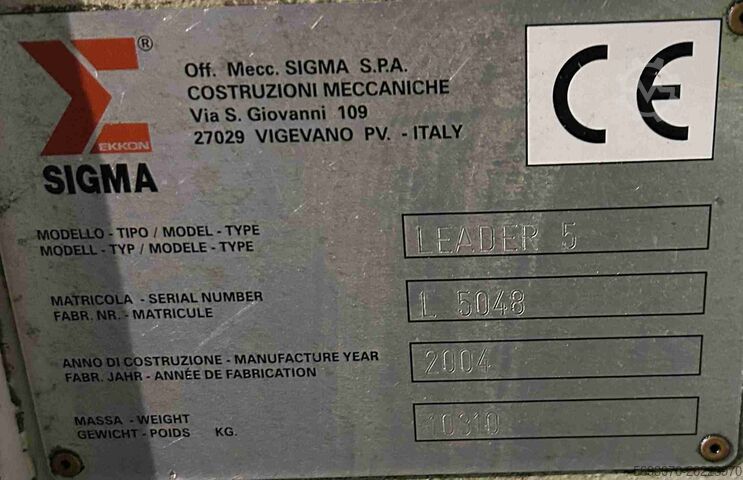 ®
Off. Mecc. SIGMA S.P.A.
COSTRUZIONI MECCANICHE
Via S. Giovanni 109
27029 VIGEVANO PV. - ITALY
CE
EKKON
SIGMA
MODELLO - TIPO / MODEL - TYPE
MODELL - TYP / MODELE - TYPE
LEADER 5
MATRICOLA - SERIAL NUMBER
FABR. NR. - MATRICULE
L 5048
ANNO DI COSTRUZIONE - MANUFACTURE YEAR
FABR. JAHR - ANNÉE DE FABRICATION
2004
MASSA - WEIGHT
GEWICHT - POIDS KG.
10310